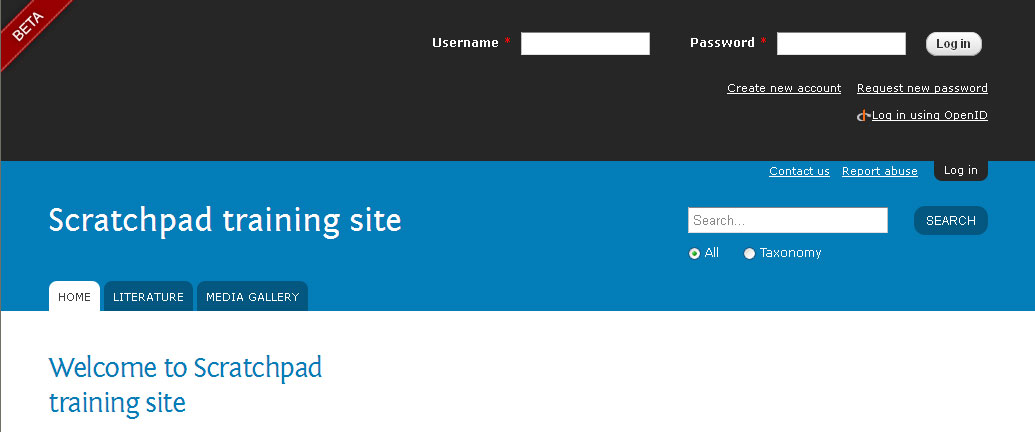 BETA
Username * Password * Log in
Create new account Request new password
Log in using OpenID
Contact us Report abuse Log in
Scratchpad training site
Search... SEARCH
All Taxonomy
HOME LITERATURE MEDIA GALLERY
Welcome to Scratchpad
training site